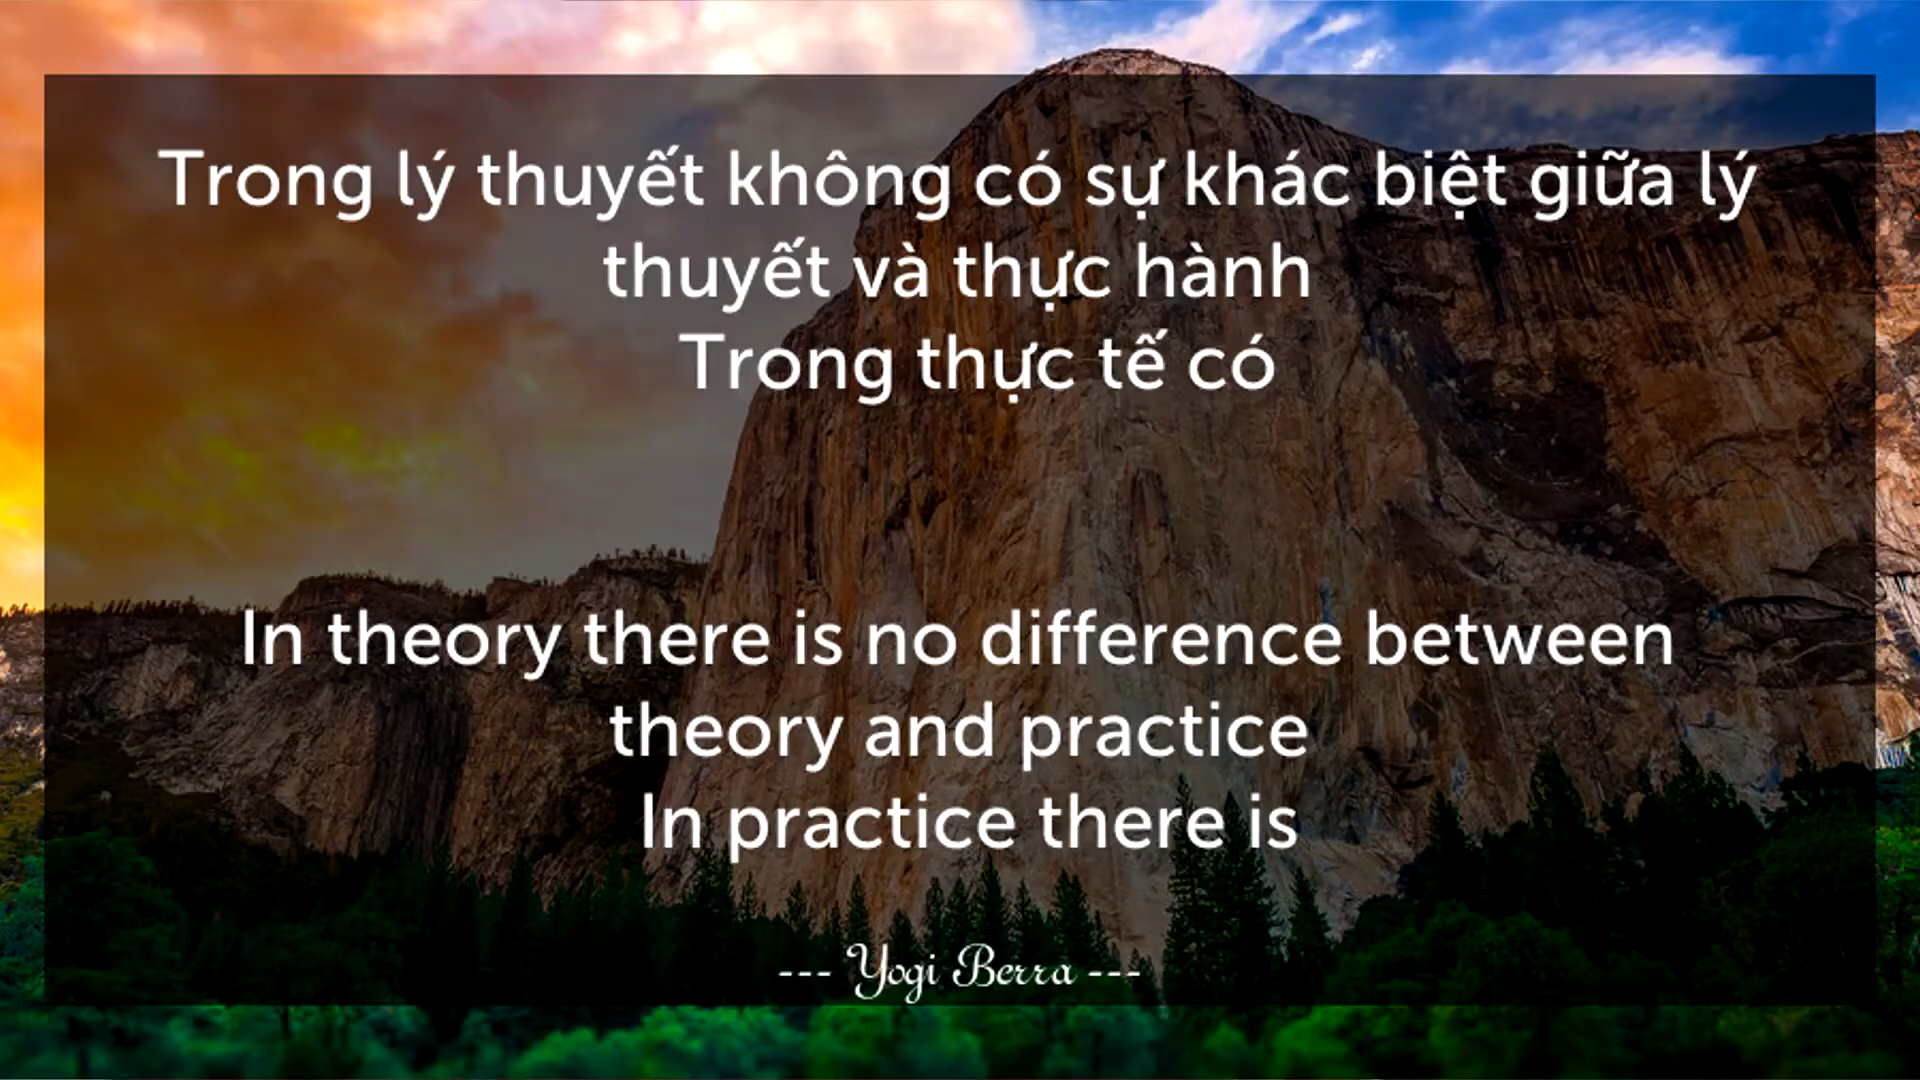 Trong lý thuyết không có sự khác biệt giữa lý
thuyết và thực hành
Trong thực tế có
In theory there is no difference between
theory and practice
In practice there is
--- Yogi Berra ---